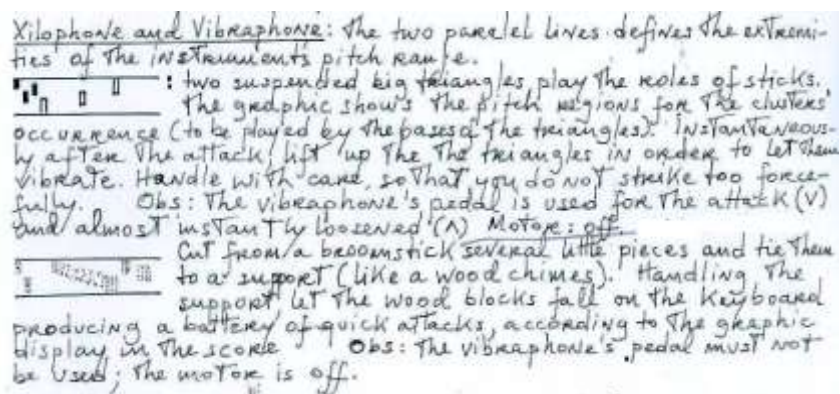 Xilophone and Vibraphone: The two paralel lines defines the extremi-
ties of the instrument's pitch range.
: two suspended big triangles play the roles of sticks.
The graphic shows the pitch regions for the clusters'
occurrence (to be played by the bases of the triangles). Instantaneous-
ly after the attack, lift up the the triangles in order to let them
vibrate. Handle with care, so that you do not strike too force-
fully. Obs: the vibraphone's pedal is used for the attack (V)
and almost instantly loosened (Λ) Motor: off.
Cut from a broomstick several little pieces and tie them
to a support (like a wood chimes). Handling the
support, let the wood blocks fall on the keyboard
producing a battery of quick attacks, according to the graphic
display in the score Obs: the vibraphone's pedal must not
be used; the motor is off.